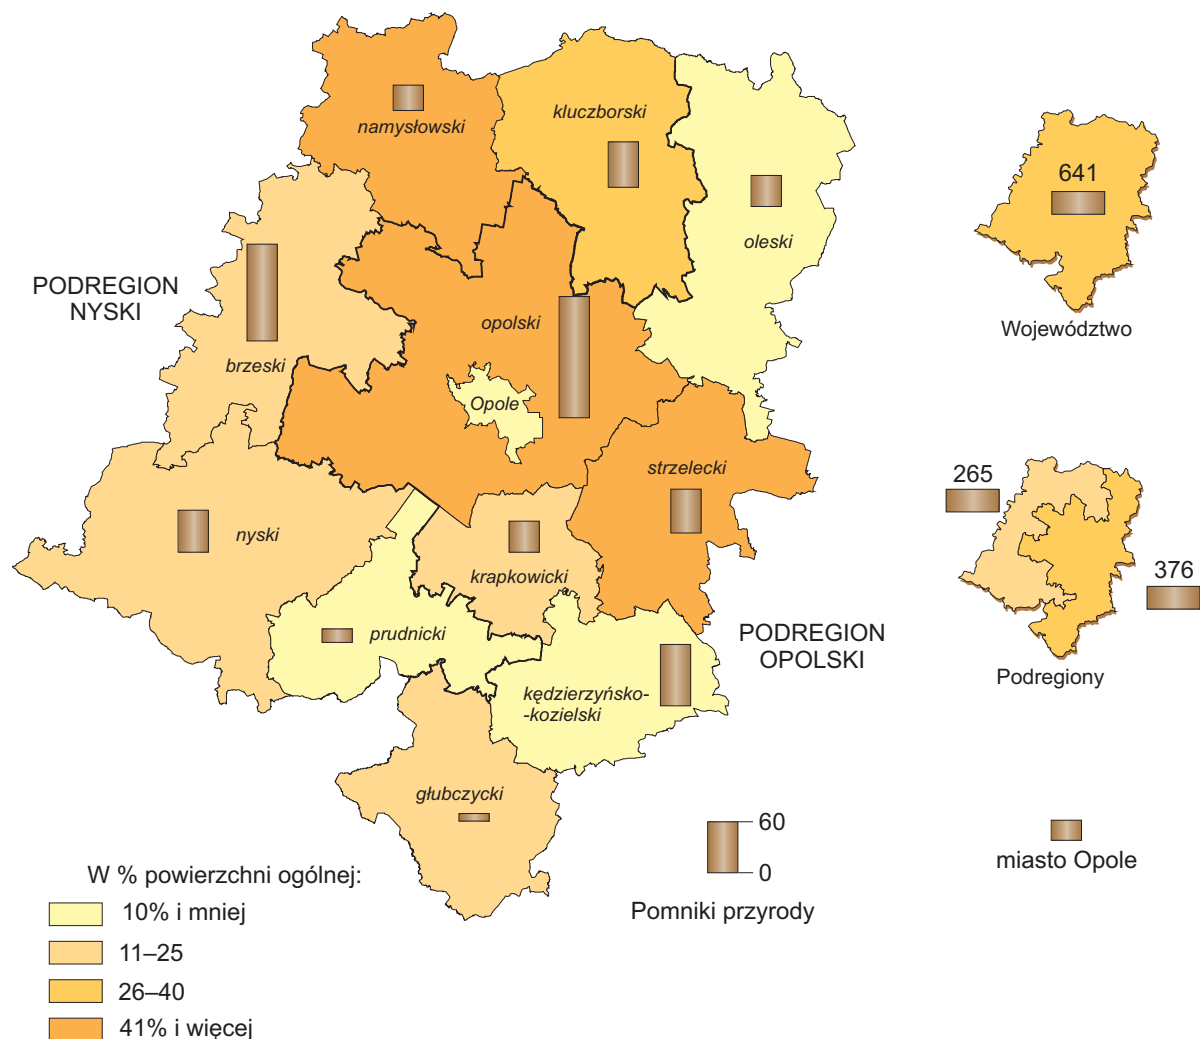 namysłowski
kluczborski
oleski
641
Województwo
PODREGION
NYSKI
opolski
brzeski
Opole
strzelecki
265
376
nyski
krapkowicki
prudnicki
PODREGION
OPOLSKI
Podregiony
kędzierzyńsko-
-kozielski
głubczycki
60
0
Pomniki przyrody
miasto Opole
W % powierzchni ogólnej:
10% i mniej
11–25
26–40
41% i więcej